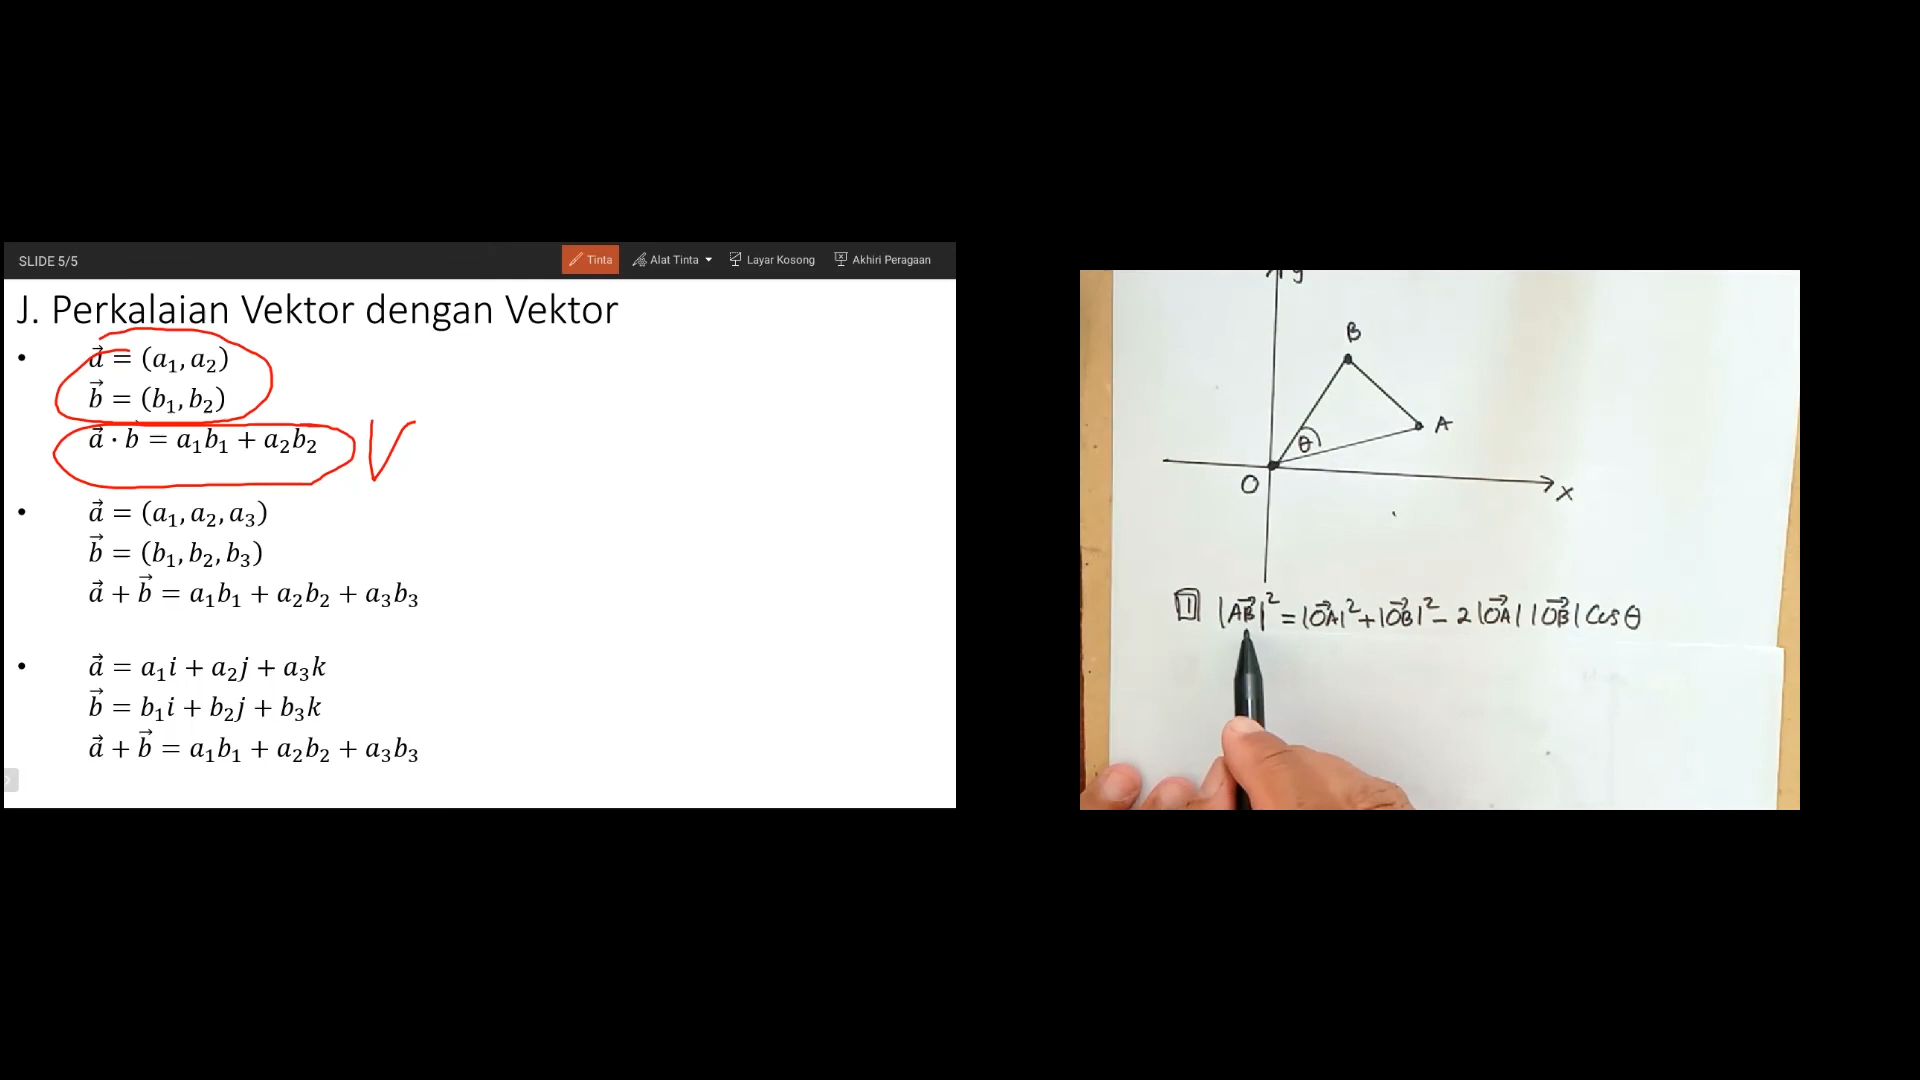 SLIDE 5/5
Tinta
Alat Tinta
Layar Kosong
Akhiri Peragaan
J. Perkalaian Vektor dengan Vektor
• a⃗ = (a₁, a₂)
b⃗ = (b₁, b₂)
a⃗ · b⃗ = a₁b₁ + a₂b₂
V
• a⃗ = (a₁, a₂, a₃)
b⃗ = (b₁, b₂, b₃)
a⃗ + b⃗ = a₁b₁ + a₂b₂ + a₃b₃
• a⃗ = a₁i + a₂j + a₃k
b⃗ = b₁i + b₂j + b₃k
a⃗ + b⃗ = a₁b₁ + a₂b₂ + a₃b₃
y
B
A
θ
O
x
1 |AB⃗|² = |OA⃗|² + |OB⃗|² - 2 |OA⃗| |OB⃗| Cos θ